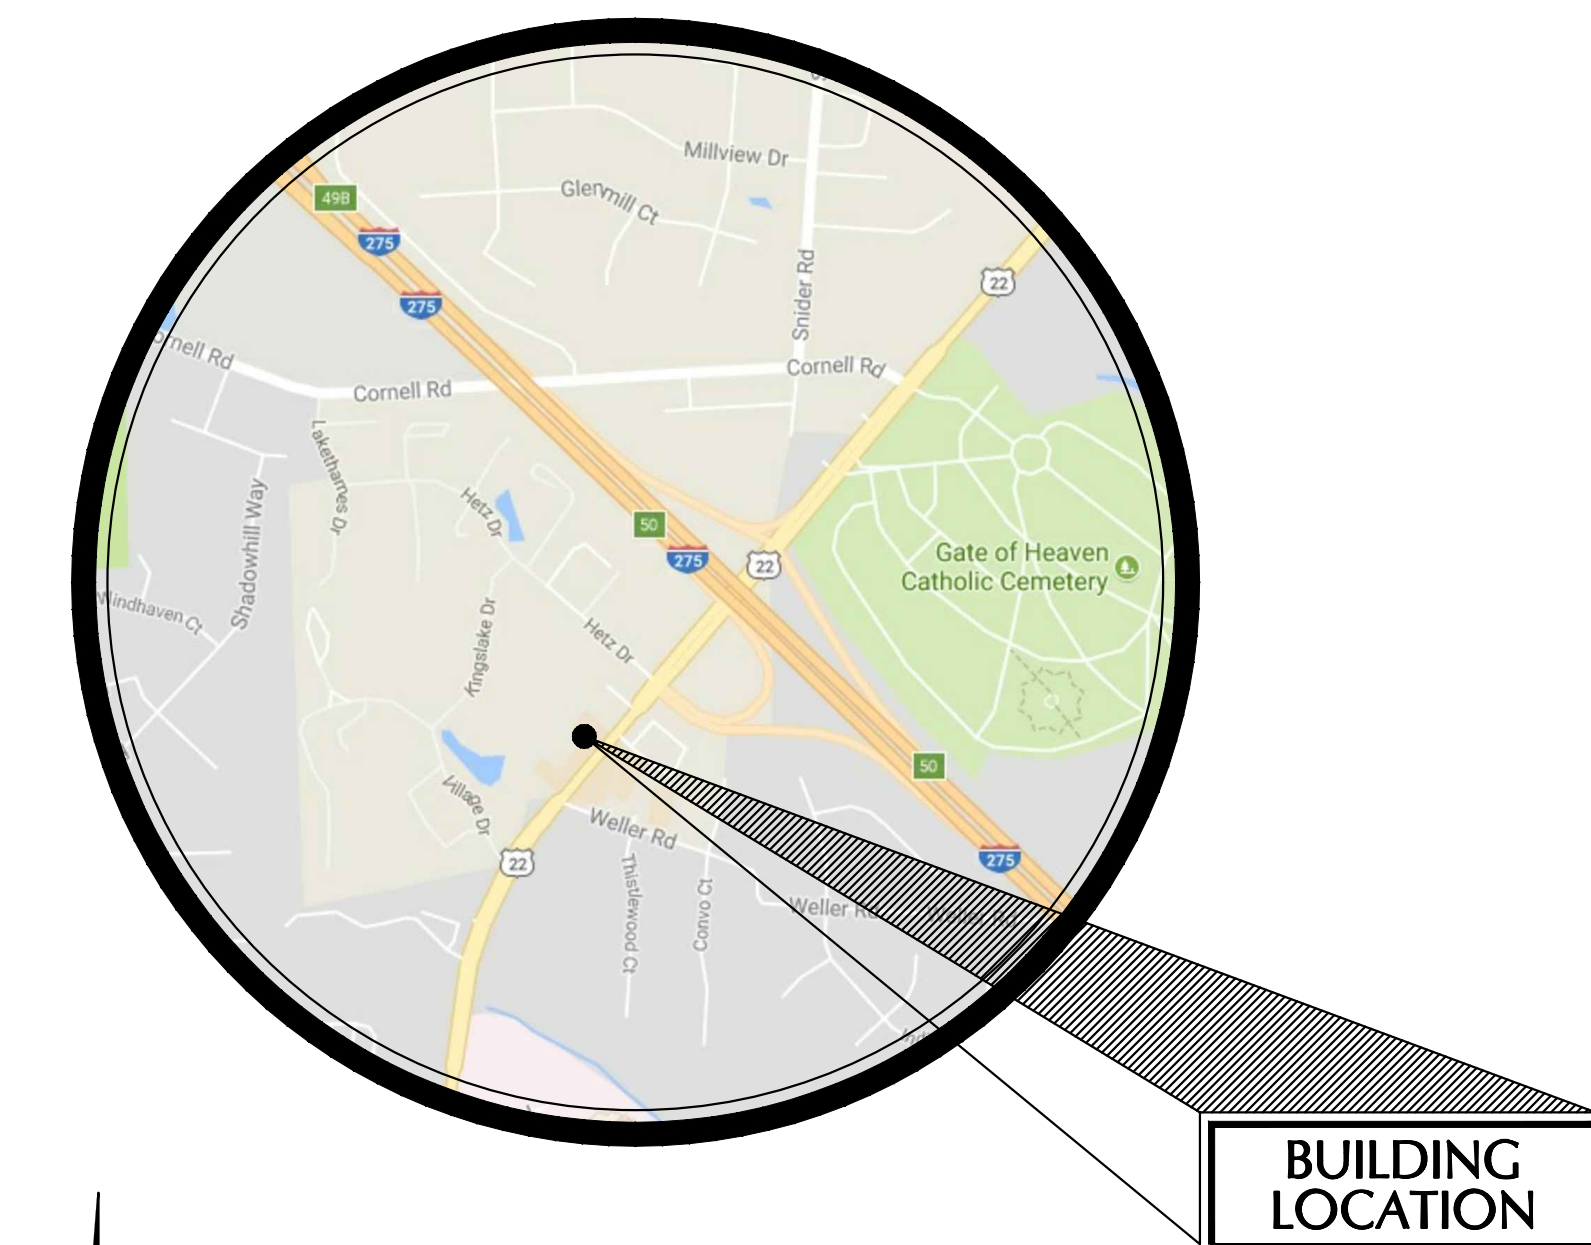 Millview Dr
Glenmill Ct
49B
275
275
Snider Rd
22
Cornell Rd
Cornell Rd
Lakethames Dr
Shadowhill Way
Hetz Dr
50
275
22
Gate of Heaven
Catholic Cemetery
Windhaven Ct
Kingslake Dr
Hetz Dr
50
Village Dr
Weller Rd
22
275
Thistlewood Ct
Convo Ct
Weller Rd
Weller Rd
BUILDING
LOCATION